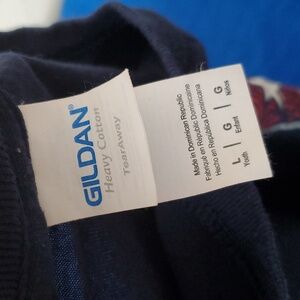 GILDAN®
Heavy Cotton
TearAway
Made in Dominican Republic
Fabriqué en République Dominicaine
Hecho en República Dominicana
L | G | G
Youth Enfant Niños